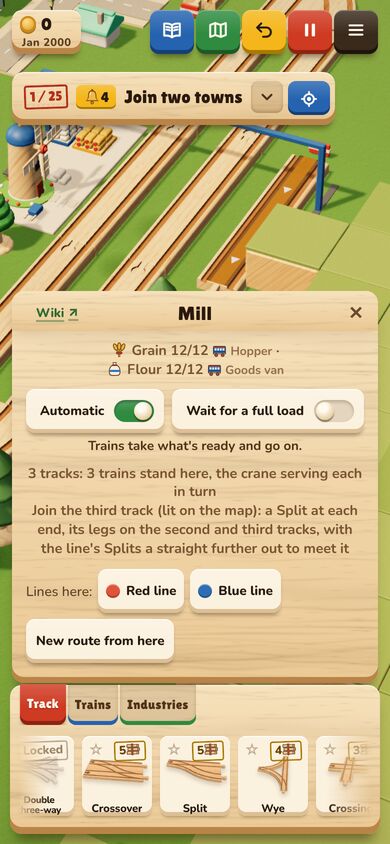 0
Jan 2000
1/25
4
Join two towns
Wiki ↗
Mill
Grain 12/12 Hopper ·
Flour 12/12 Goods van
Automatic
Wait for a full load
Trains take what's ready and go on.
3 tracks: 3 trains stand here, the crane serving each
in turn
Join the third track (lit on the map): a Split at each
end, its legs on the second and third tracks, with
the line's Splits a straight further out to meet it
Lines here:
Red line
Blue line
New route from here
Track
Trains
Industries
Locked
Double
hree-way
5
Crossover
5
Split
4
Wye
3
Crossin